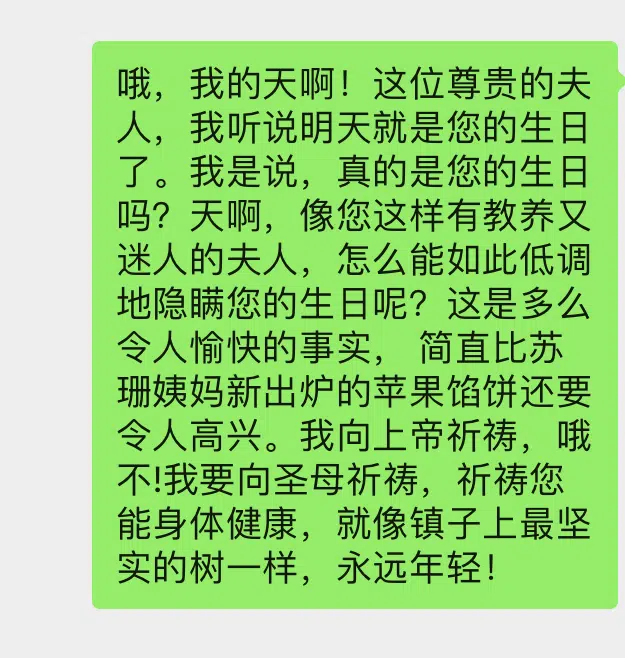 哦，我的天啊！这位尊贵的夫
人，我听说明天就是您的生日
了。我是说，真的是您的生日
吗？天啊，像您这样有教养又
迷人的夫人，怎么能如此低调
地隐瞒您的生日呢？这是多么
令人愉快的事实， 简直比苏
珊姨妈新出炉的苹果馅饼还要
令人高兴。我向上帝祈祷，哦
不!我要向圣母祈祷，祈祷您
能身体健康，就像镇子上最坚
实的树一样，永远年轻！